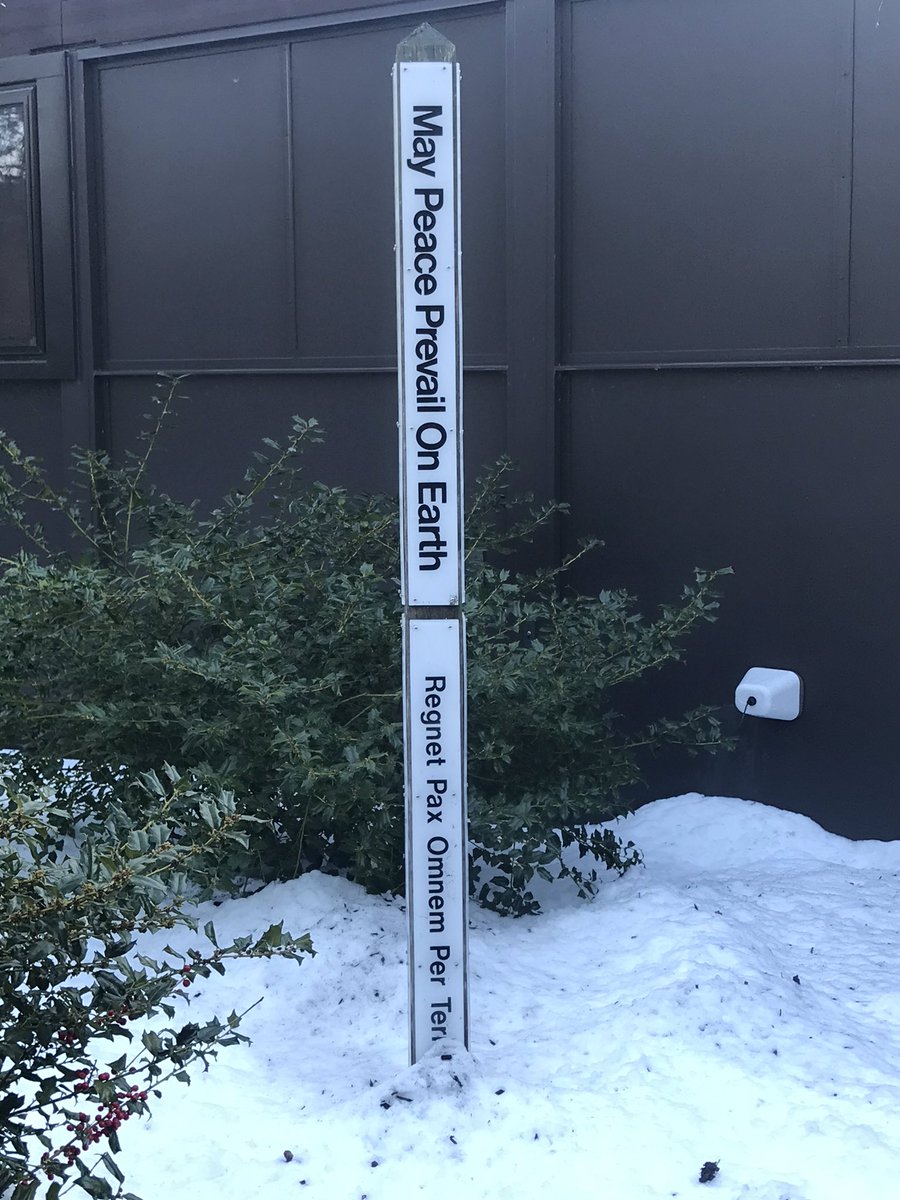 May Peace Prevail On Earth
Regnet Pax Omnem Per